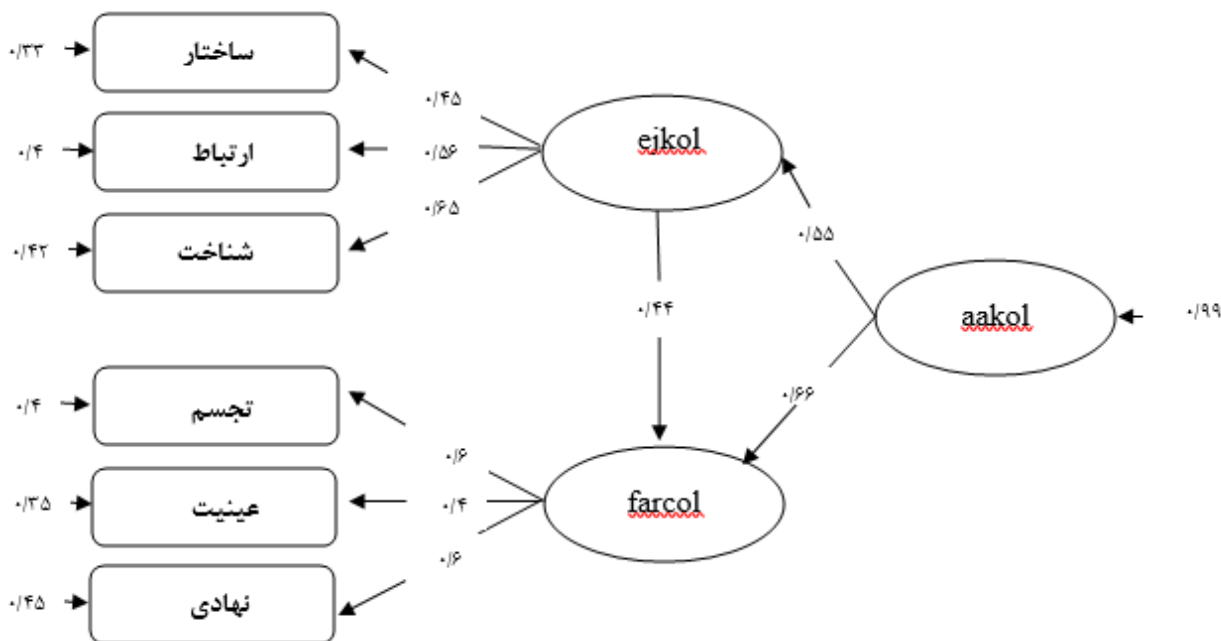 ساختار
۰/۳۳
ارتباط
۰/۴
شناخت
۰/۴۲
۰/۴۵
۰/۵۶
۰/۶۵
ejkol
۰/۵۵
۰/۴۴
aakol
۰/۹۹
۰/۶۶
تجسم
۰/۴
عینیت
۰/۳۵
نهادی
۰/۴۵
۰/۶
۰/۴
۰/۶
farcol